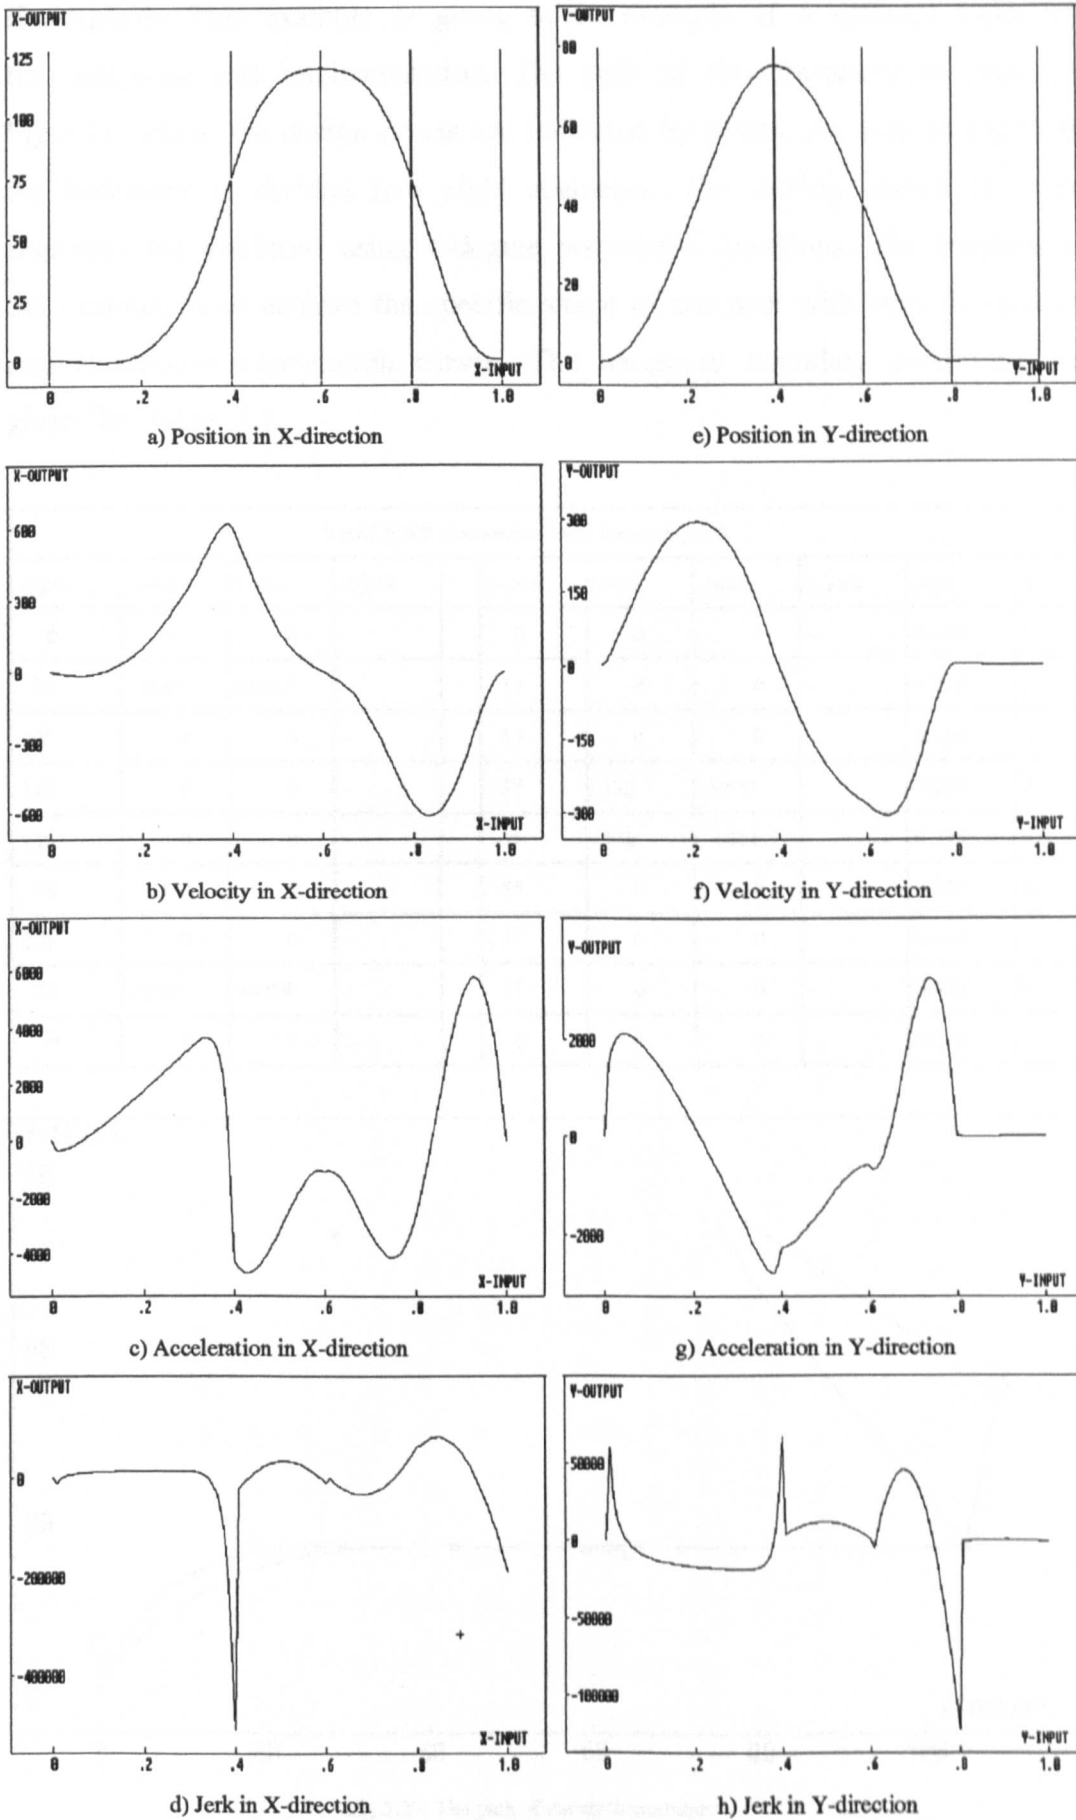 X-OUTPUT
125
100
75
50
25
0
X-INPUT
0 .2 .4 .6 .8 1.0
a) Position in X-direction
V-OUTPUT
80
60
40
20
0
Y-INPUT
0 .2 .4 .6 .8 1.0
e) Position in Y-direction
X-OUTPUT
600
300
0
-300
-600
X-INPUT
0 .2 .4 .6 .8 1.0
b) Velocity in X-direction
Y-OUTPUT
300
150
0
-150
-300
Y-INPUT
0 .2 .4 .6 .8 1.0
f) Velocity in Y-direction
X-OUTPUT
6000
4000
2000
0
-2000
-4000
X-INPUT
0 .2 .4 .6 .8 1.0
c) Acceleration in X-direction
Y-OUTPUT
2000
0
-2000
Y-INPUT
0 .2 .4 .6 .8 1.0
g) Acceleration in Y-direction
X-OUTPUT
0
-200000
-400000
X-INPUT
0 .2 .4 .6 .8 1.0
d) Jerk in X-direction
Y-OUTPUT
50000
0
-50000
-100000
Y-INPUT
0 .2 .4 .6 .8 1.0
h) Jerk in Y-direction